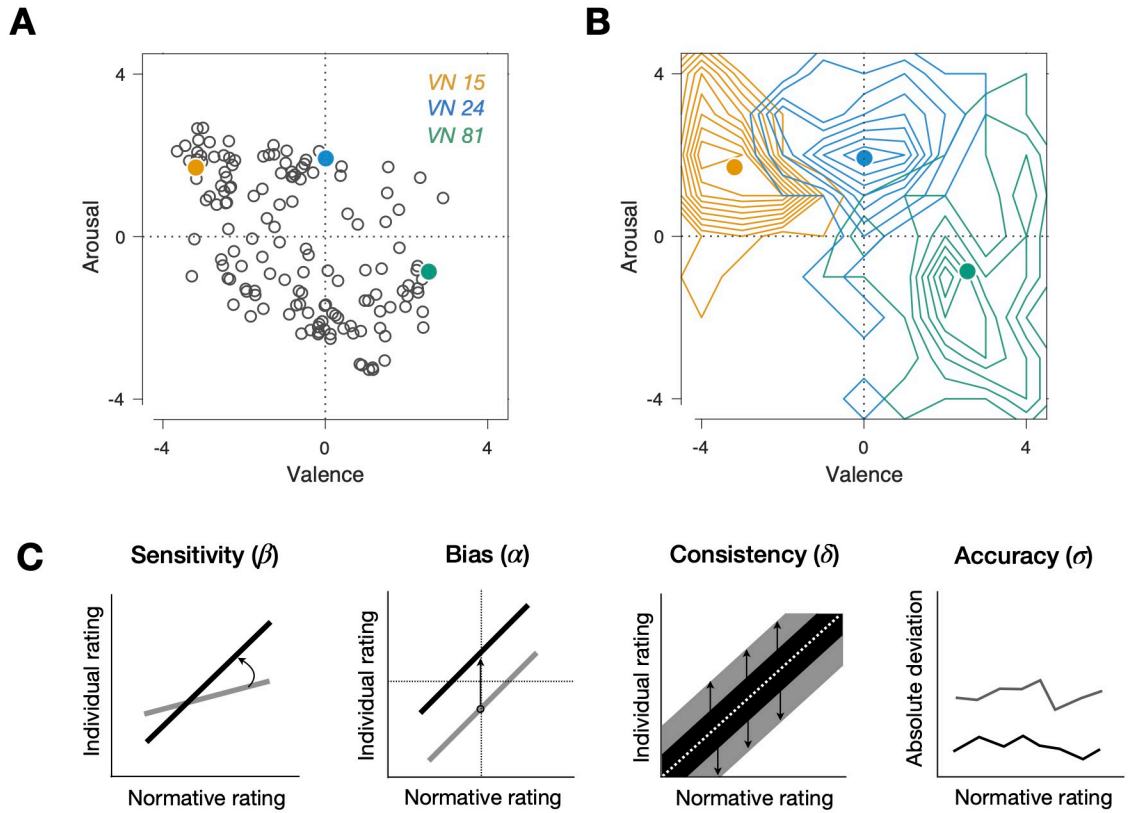 A
B
VN 15
VN 24
VN 81
4
0
-4
-4
0
4
Arousal
Valence
4
0
-4
-4
0
4
Arousal
Valence
C
Sensitivity (β)
Individual rating
Normative rating
Bias (α)
Individual rating
Normative rating
Consistency (δ)
Individual rating
Normative rating
Accuracy (σ)
Absolute deviation
Normative rating